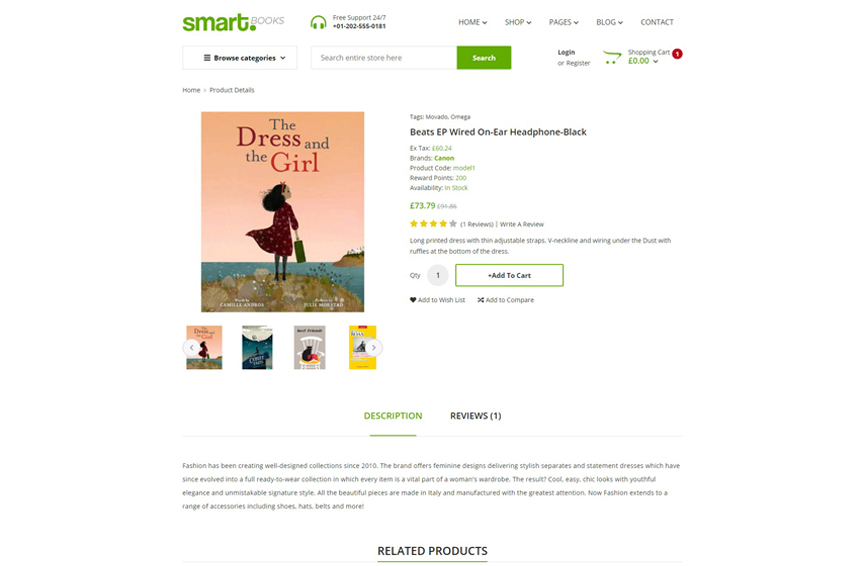 smart. BOOKS
Free Support 24/7
+01-202-555-0181
HOME SHOP PAGES BLOG CONTACT
Browse categories
Search entire store here
Search
Login
or Register
Shopping Cart 1
£0.00
Home > Product Details
The
Dress and
the Girl
Words by
CAMILLE ANDROS
JULIE MORSTAD
Tags: Movado, Omega
Beats EP Wired On-Ear Headphone-Black
Ex Tax: £60.24
Brands: Canon
Product Code: model1
Reward Points: 200
Availability: In Stock
£73.79 £91.86
(1 Reviews) | Write A Review
Long printed dress with thin adjustable straps. V-neckline and wiring under the Dust with
ruffles at the bottom of the dress.
Qty 1 +Add To Cart
Add to Wish List Add to Compare
The
Dress and
the Girl
DESCRIPTION REVIEWS (1)
Fashion has been creating well-designed collections since 2010. The brand offers feminine designs delivering stylish separates and statement dresses which have
since evolved into a full ready-to-wear collection in which every item is a vital part of a woman's wardrobe. The result? Cool, easy, chic looks with youthful
elegance and unmistakable signature style. All the beautiful pieces are made in Italy and manufactured with the greatest attention. Now Fashion extends to a
range of accessories including shoes, hats, belts and more!
RELATED PRODUCTS